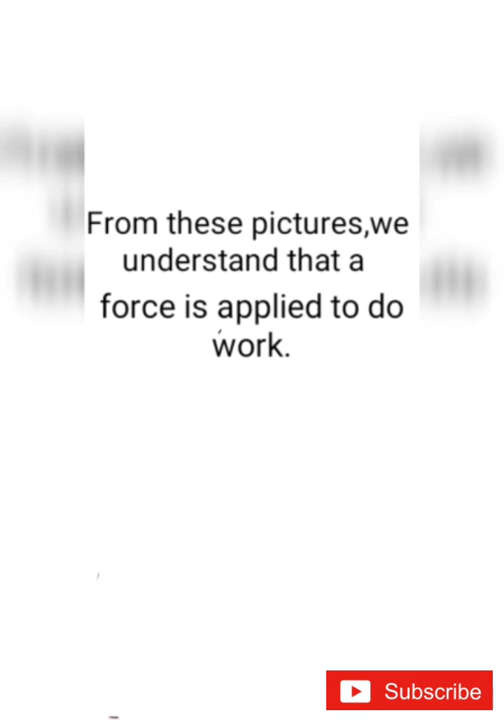 From these pictures,we
understand that a
force is applied to do
work.
Subscribe